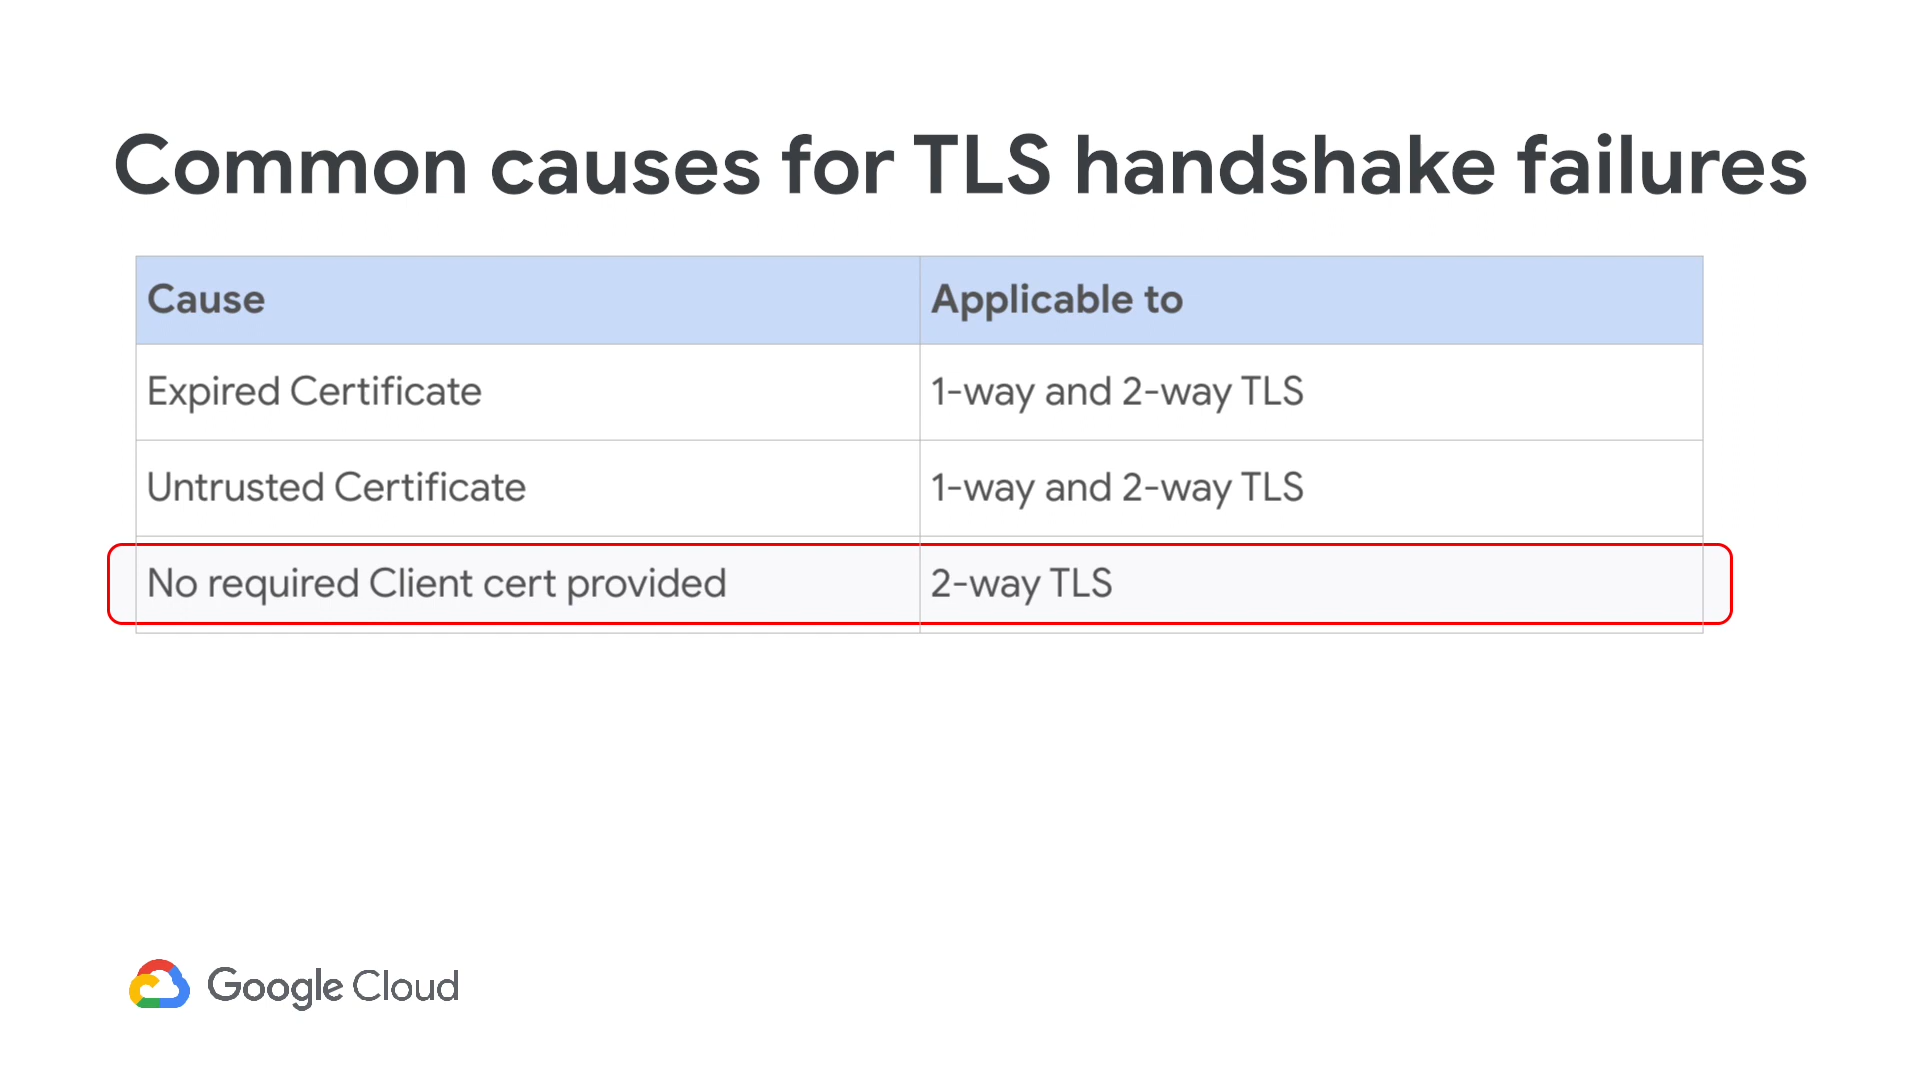 Common causes for TLS handshake failures
Cause Applicable to
Expired Certificate 1-way and 2-way TLS
Untrusted Certificate 1-way and 2-way TLS
No required Client cert provided 2-way TLS
Google Cloud